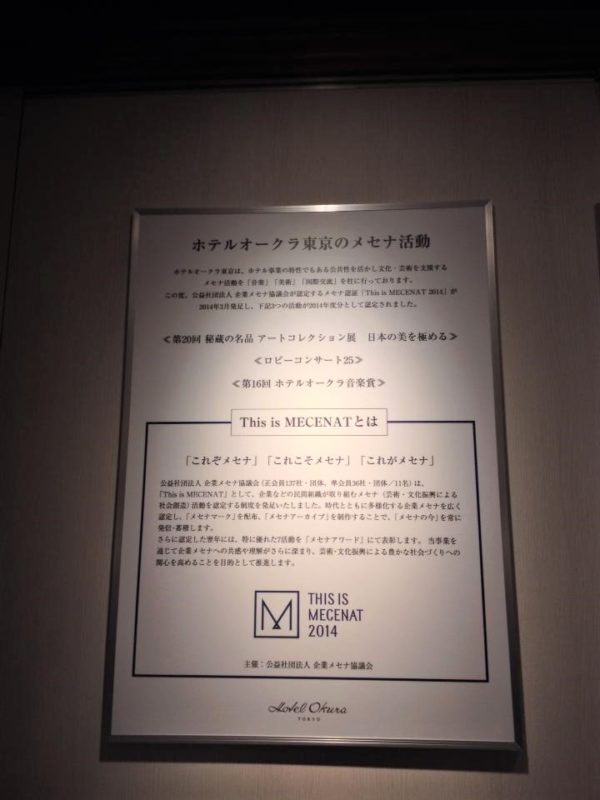 ホテルオークラ東京のメセナ活動
ホテルオークラ東京は、ホテル事業の特性でもある公共性を活かし文化・芸術を支援する
メセナ活動を「音楽」「美術」「国際交流」を柱に行っております。
この度、公益社団法人 企業メセナ協議会が認定するメセナ認証「This is MECENAT 2014」が
2014年3月発足し、下記3つの活動が2014年度分として認定されました。
≪第20回 秘蔵の名品 アートコレクション展 日本の美を極める≫
≪ロビーコンサート25≫
≪第16回 ホテルオークラ音楽賞≫
This is MECENATとは
「これぞメセナ」「これこそメセナ」「これがメセナ」
公益社団法人 企業メセナ協議会(正会員137社・団体、準会員36社・団体／11名)は、
「This is MECENAT」として、企業などの民間組織が取り組むメセナ(芸術・文化振興による
社会創造)活動を認定する制度を発足いたしました。時代とともに多様化する企業メセナを広く
認定し、「メセナマーク」を配布、「メセナアーカイブ」を制作することで、「メセナの今」を常に
発信・蓄積します。
さらに認定した翌年には、特に優れた7活動を「メセナアワード」にて表彰します。 当事業を
通じて企業メセナへの共感や理解がさらに深まり、芸術・文化振興による豊かな社会づくりへの
関心を高めることを目的として推進します。
THIS IS
MECENAT
2014
主催：公益社団法人 企業メセナ協議会
Hotel Okura
TOKYO